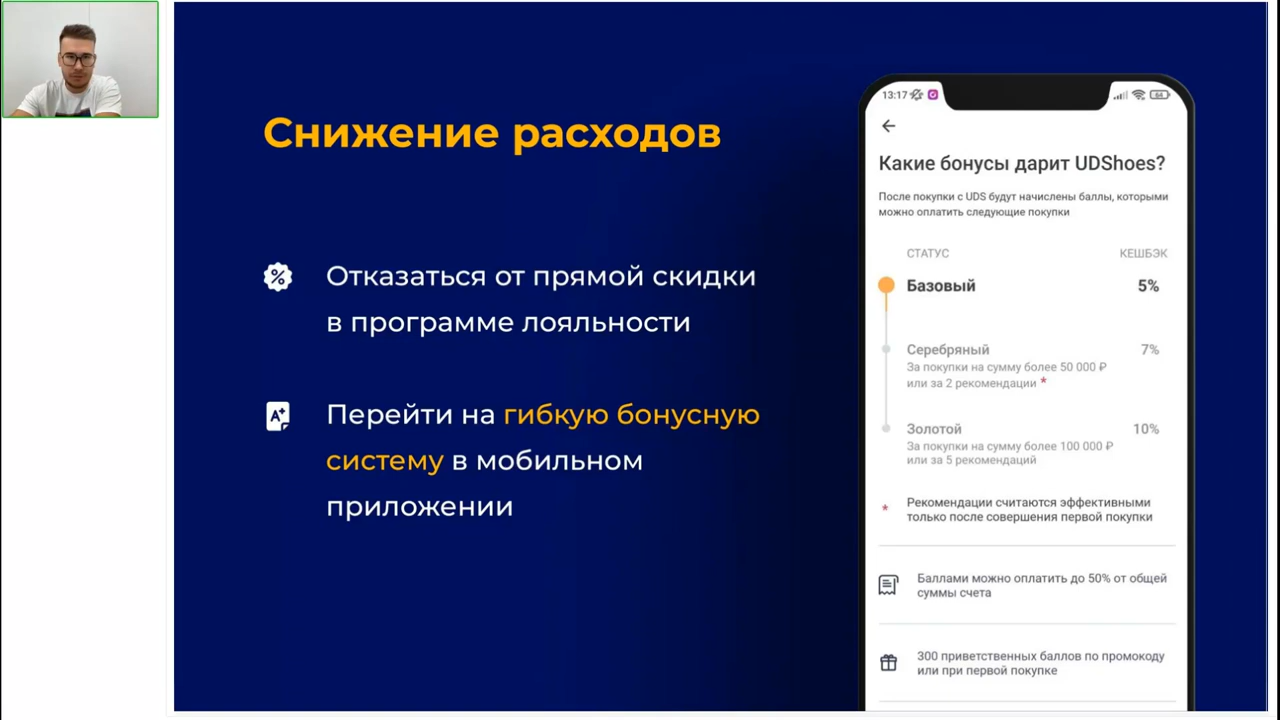 Снижение расходов
Отказаться от прямой скидки
в программе лояльности
Перейти на гибкую бонусную
систему в мобильном
приложении
13:17
64
Какие бонусы дарит UDShoes?
После покупки с UDS будут начислены баллы, которыми
можно оплатить следующие покупки
СТАТУС КЕШБЭК
Базовый 5%
Серебряный 7%
За покупки на сумму более 50 000 ₽
или за 2 рекомендации *
Золотой 10%
За покупки на сумму более 100 000 ₽
или за 5 рекомендаций
* Рекомендации считаются эффективными
только после совершения первой покупки
Баллами можно оплатить до 50% от общей
суммы счета
300 приветственных баллов по промокоду
или при первой покупке